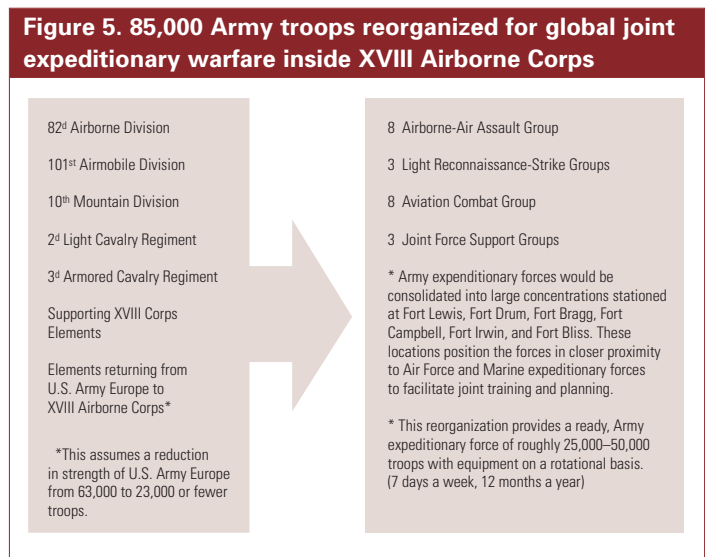 Figure 5. 85,000 Army troops reorganized for global joint
expeditionary warfare inside XVIII Airborne Corps
82d Airborne Division
101st Airmobile Division
10th Mountain Division
2d Light Cavalry Regiment
3d Armored Cavalry Regiment
Supporting XVIII Corps
Elements
Elements returning from
U.S. Army Europe to
XVIII Airborne Corps*
*This assumes a reduction
in strength of U.S. Army Europe
from 63,000 to 23,000 or fewer
troops.
8 Airborne-Air Assault Group
3 Light Reconnaissance-Strike Groups
8 Aviation Combat Group
3 Joint Force Support Groups
* Army expenditionary forces would be
consolidated into large concentrations stationed
at Fort Lewis, Fort Drum, Fort Bragg, Fort
Campbell, Fort Irwin, and Fort Bliss. These
locations position the forces in closer proximity
to Air Force and Marine expeditionary forces
to facilitate joint training and planning.
* This reorganization provides a ready, Army
expeditionary force of roughly 25,000–50,000
troops with equipment on a rotational basis.
(7 days a week, 12 months a year)